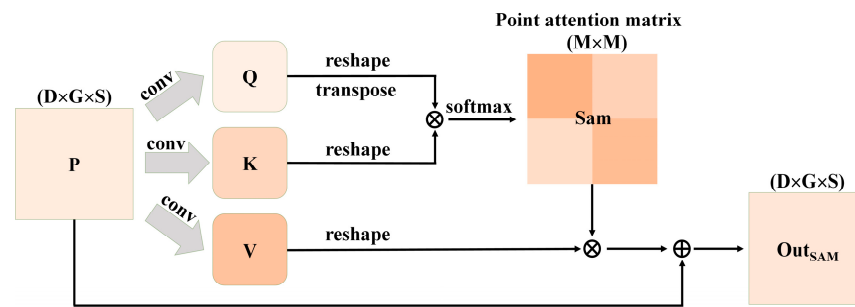 Point attention matrix
(M×M)
(D×G×S)
P
conv
conv
conv
Q
K
V
reshape
transpose
reshape
reshape
⊗
softmax
Sam
⊗
⊕
(D×G×S)
Out_SAM